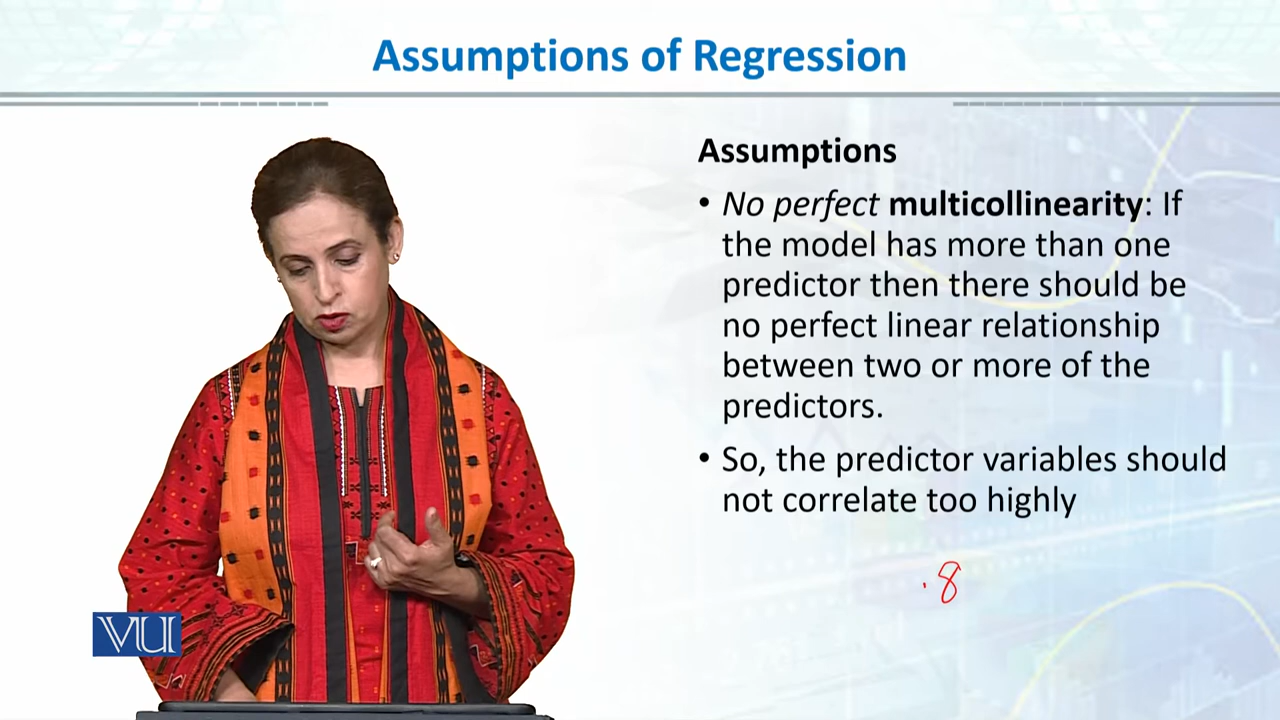 Assumptions of Regression
Assumptions
• No perfect multicollinearity: If
the model has more than one
predictor then there should be
no perfect linear relationship
between two or more of the
predictors.
• So, the predictor variables should
not correlate too highly
.8
VU